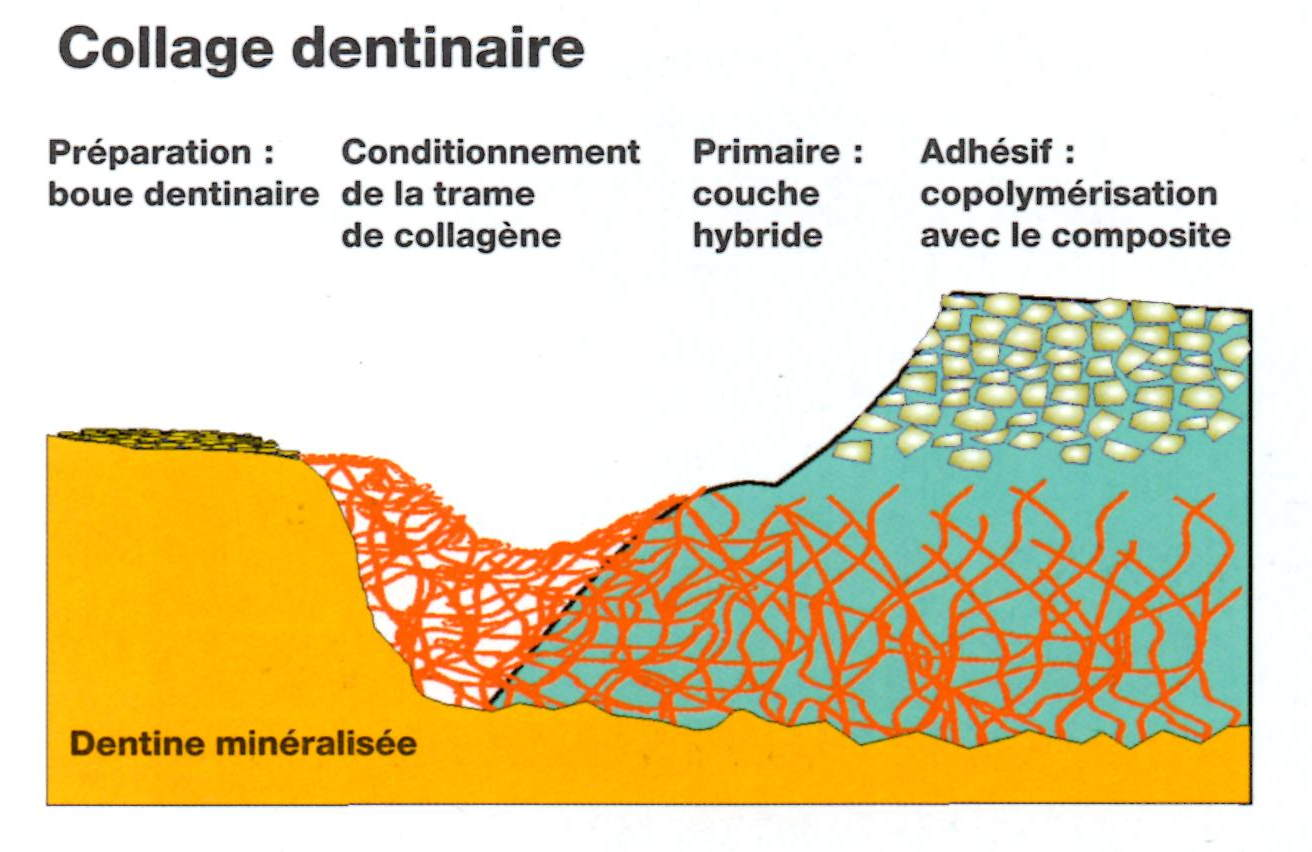 Collage dentinaire
Préparation :
boue dentinaire
Conditionnement
de la trame
de collagène
Primaire :
couche
hybride
Adhésif :
copolymérisation
avec le composite
Dentine minéralisée